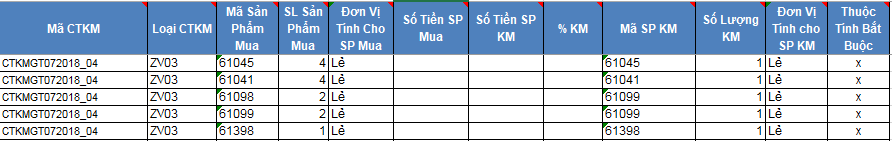 Mã CTKM Loại CTKM Mã Sản Phẩm Mua SL Sản Phẩm Mua Đơn Vị Tính Cho SP Mua Số Tiền SP Mua Số Tiền SP KM % KM Mã SP KM Số Lượng KM Đơn Vị Tính cho SP KM Thuộc Tính Bắt Buộc
CTKMGT072018_04 ZV03 61045 4 Lẻ 61045 1 Lẻ x
CTKMGT072018_04 ZV03 61041 4 Lẻ 61041 1 Lẻ x
CTKMGT072018_04 ZV03 61098 2 Lẻ 61099 1 Lẻ x
CTKMGT072018_04 ZV03 61099 2 Lẻ 61099 1 Lẻ x
CTKMGT072018_04 ZV03 61398 1 Lẻ 61398 1 Lẻ x